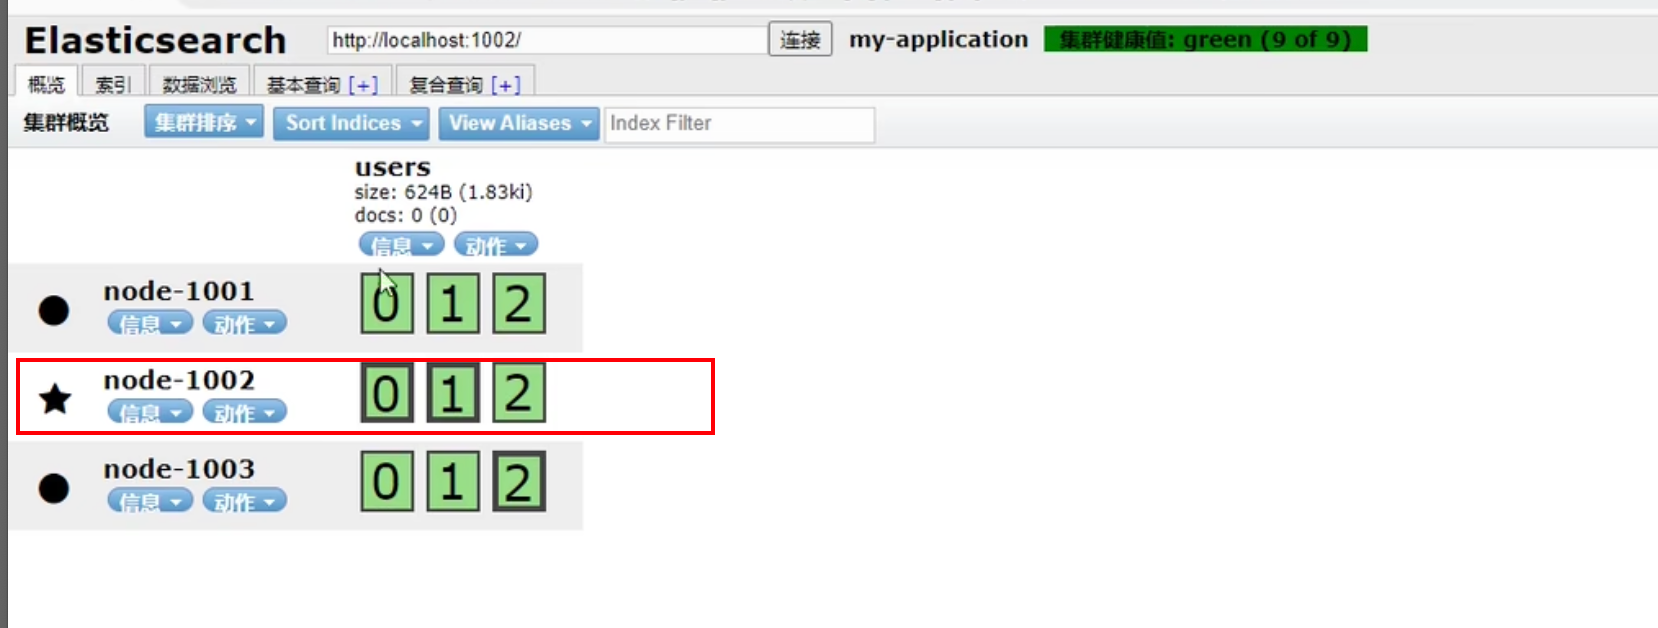 Elasticsearch http://localhost:1002/ 连接 my-application 集群健康值: green (9 of 9)
概览 索引 数据浏览 基本查询 [+] 复合查询 [+]
集群概览 集群排序 Sort Indices View Aliases Index Filter
users
size: 624B (1.83ki)
docs: 0 (0)
信息 动作
node-1001 0 1 2
信息 动作
node-1002 0 1 2
信息 动作
node-1003 0 1 2
信息 动作